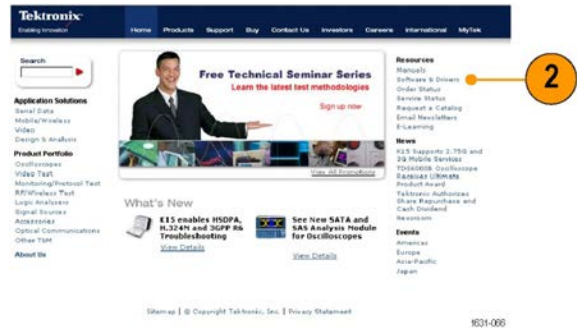 Tektronix
Enabling Innovation
Home Products Support Buy Contact Us Investors Careers International MyTek
Search
Application Solutions
Serial Data
Mobile/Wireless
Video
Design & Analysis
Product Portfolio
Oscilloscopes
Video Test
Monitoring/Protocol Test
RF/Wireless Test
Logic Analyzers
Signal Sources
Accessories
Optical Communications
Other T&M
About Us
Free Technical Seminar Series
Learn the latest test methodologies
Sign up now
View All Promotions
What's New
K15 enables HSDPA,
H.324M and 3GPP R6
Troubleshooting
View Details
See New SATA and
SAS Analysis Module
for Oscilloscopes
View Details
Resources
Manuals
Software & Drivers
Order Status
Service Status
Request a Catalog
Email Newsletters
E-Learning
News
K15 Supports 2.75G and
3G Mobile Services
TDS6000B Oscilloscope
Receives Ultimate
Product Award
Tektronix Authorizes
Share Repurchase and
Cash Dividend
Newsroom
Events
Americas
Europe
Asia-Pacific
Japan
2
Sitemap | © Copyright Tektronix, Inc. | Privacy Statement
1631-066